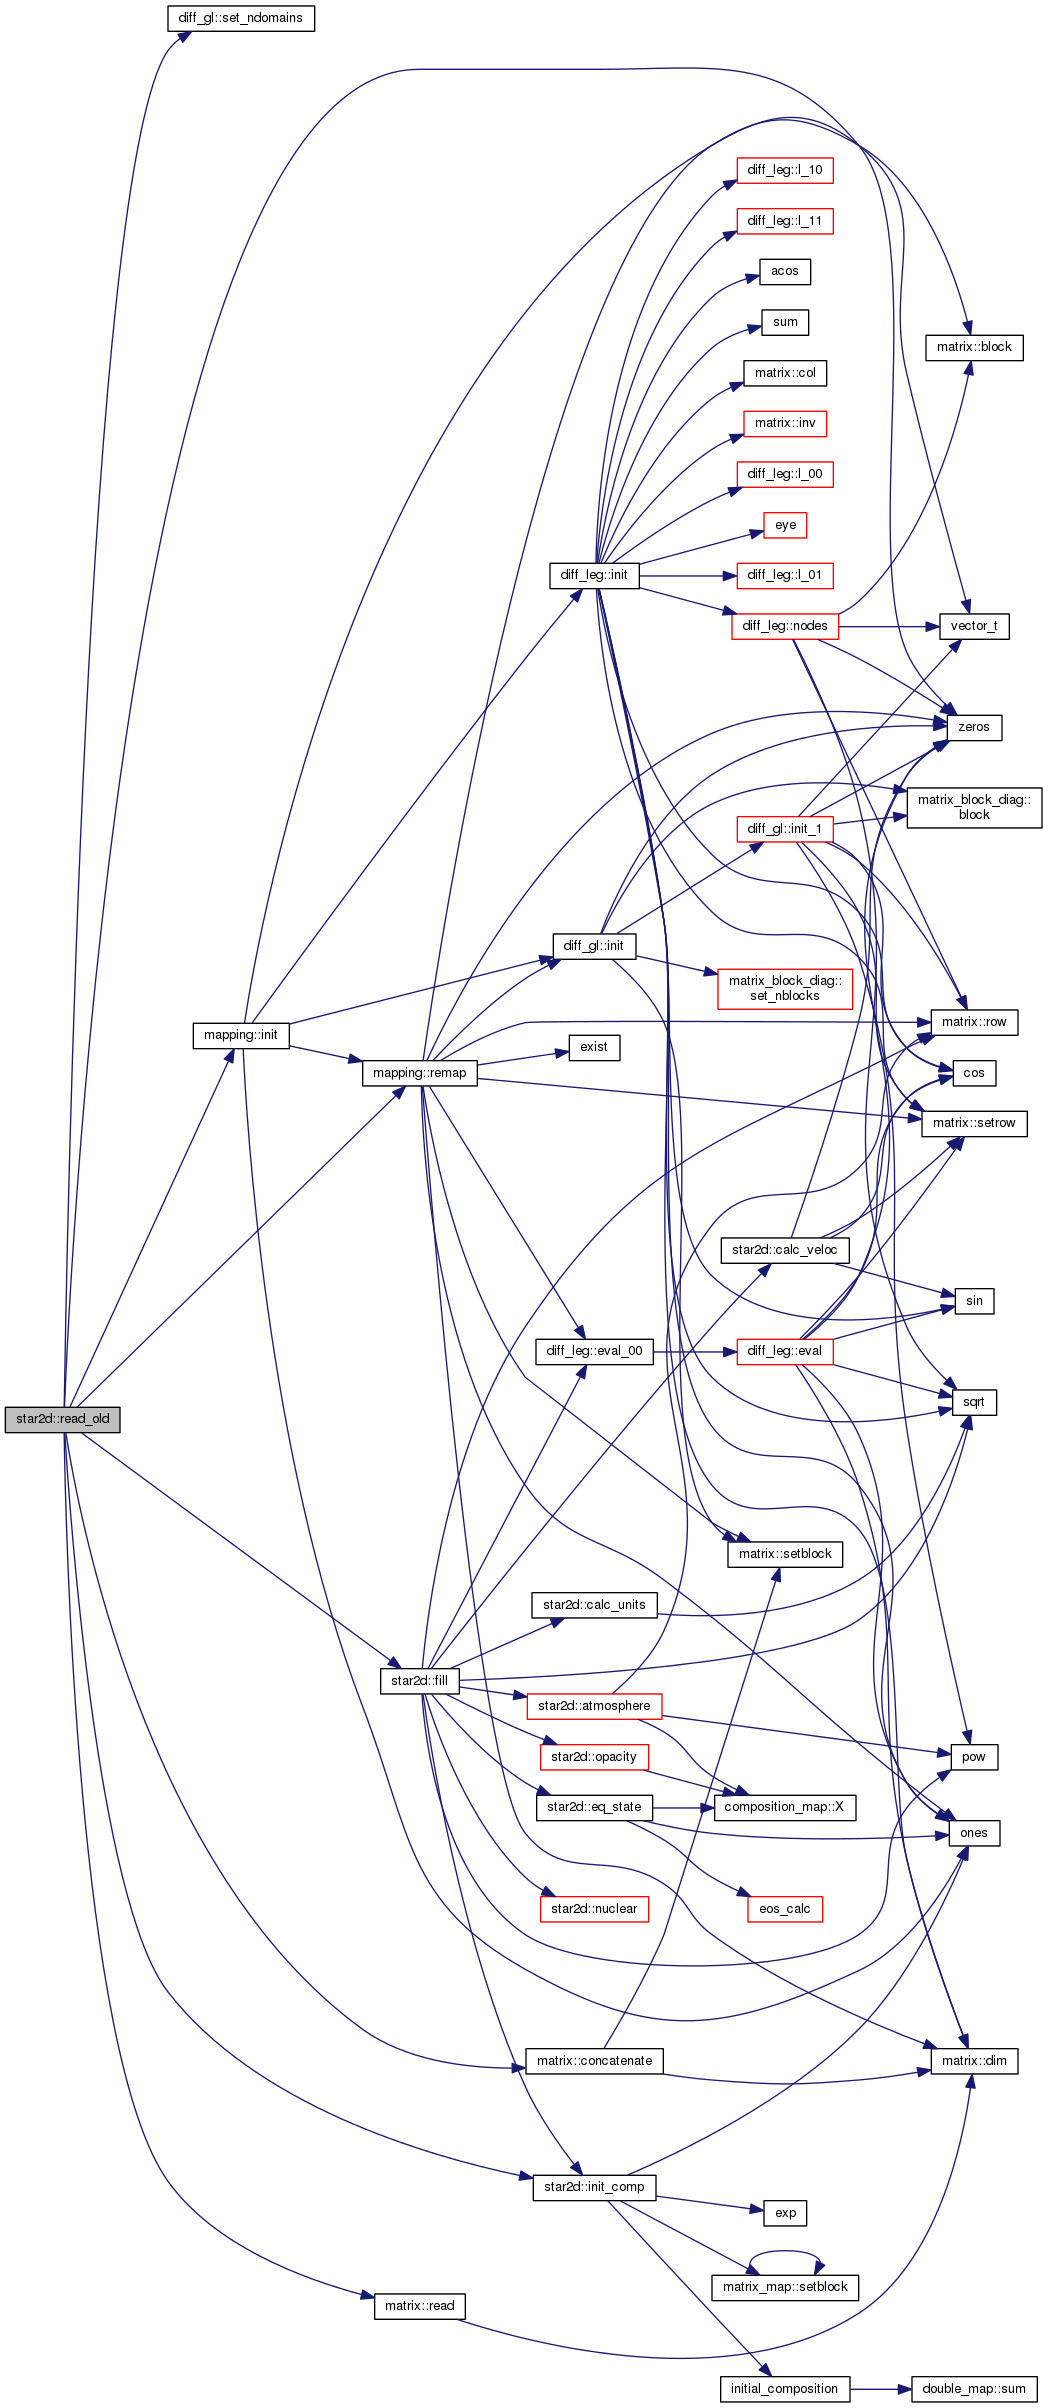 diff_gl::set_ndomains
diff_leg::l_10
diff_leg::l_11
acos
sum
matrix::block
matrix::col
matrix::inv
diff_leg::l_00
eye
diff_leg::init
diff_leg::l_01
diff_leg::nodes
vector_t
zeros
matrix_block_diag::
block
diff_gl::init_1
diff_gl::init
matrix_block_diag::
set_nblocks
mapping::init
matrix::row
exist
mapping::remap
cos
matrix::setrow
star2d::calc_veloc
sin
diff_leg::eval_00
diff_leg::eval
sqrt
star2d::read_old
matrix::setblock
star2d::calc_units
star2d::fill
star2d::atmosphere
star2d::opacity
pow
star2d::eq_state
composition_map::X
ones
star2d::nuclear
eos_calc
matrix::concatenate
matrix::dim
star2d::init_comp
exp
matrix_map::setblock
matrix::read
initial_composition
double_map::sum